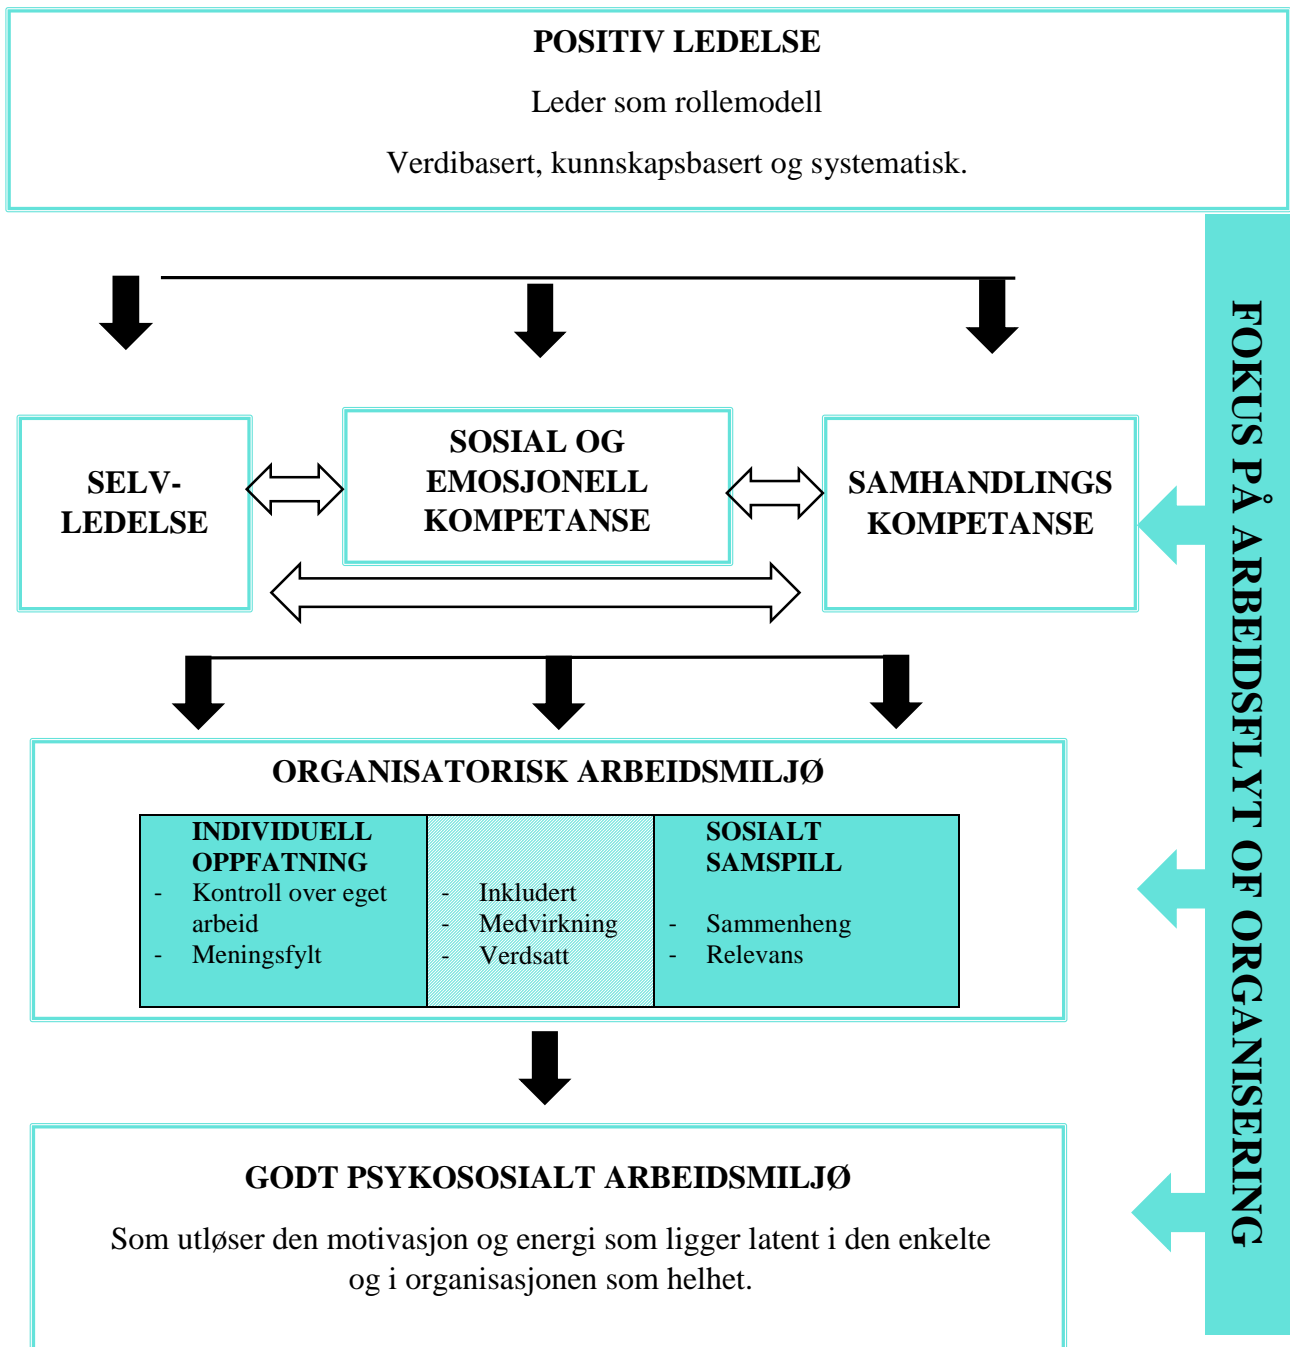 POSITIV LEDELSE
Leder som rollemodell
Verdibasert, kunnskapsbasert og systematisk.
SELV-
LEDELSE
SOSIAL OG
EMOSJONELL
KOMPETANSE
SAMHANDLINGS
KOMPETANSE
ORGANISATORISK ARBEIDSMILJØ
INDIVIDUELL
OPPFATNING
- Kontroll over eget
arbeid
- Meningsfylt
- Inkludert
- Medvirkning
- Verdsatt
SOSIALT
SAMSPILL
- Sammenheng
- Relevans
GODT PSYKOSOSIALT ARBEIDSMILJØ
Som utløser den motivasjon og energi som ligger latent i den enkelte
og i organisasjonen som helhet.
FOKUS PÅ ARBEIDSFLYT OF ORGANISERING